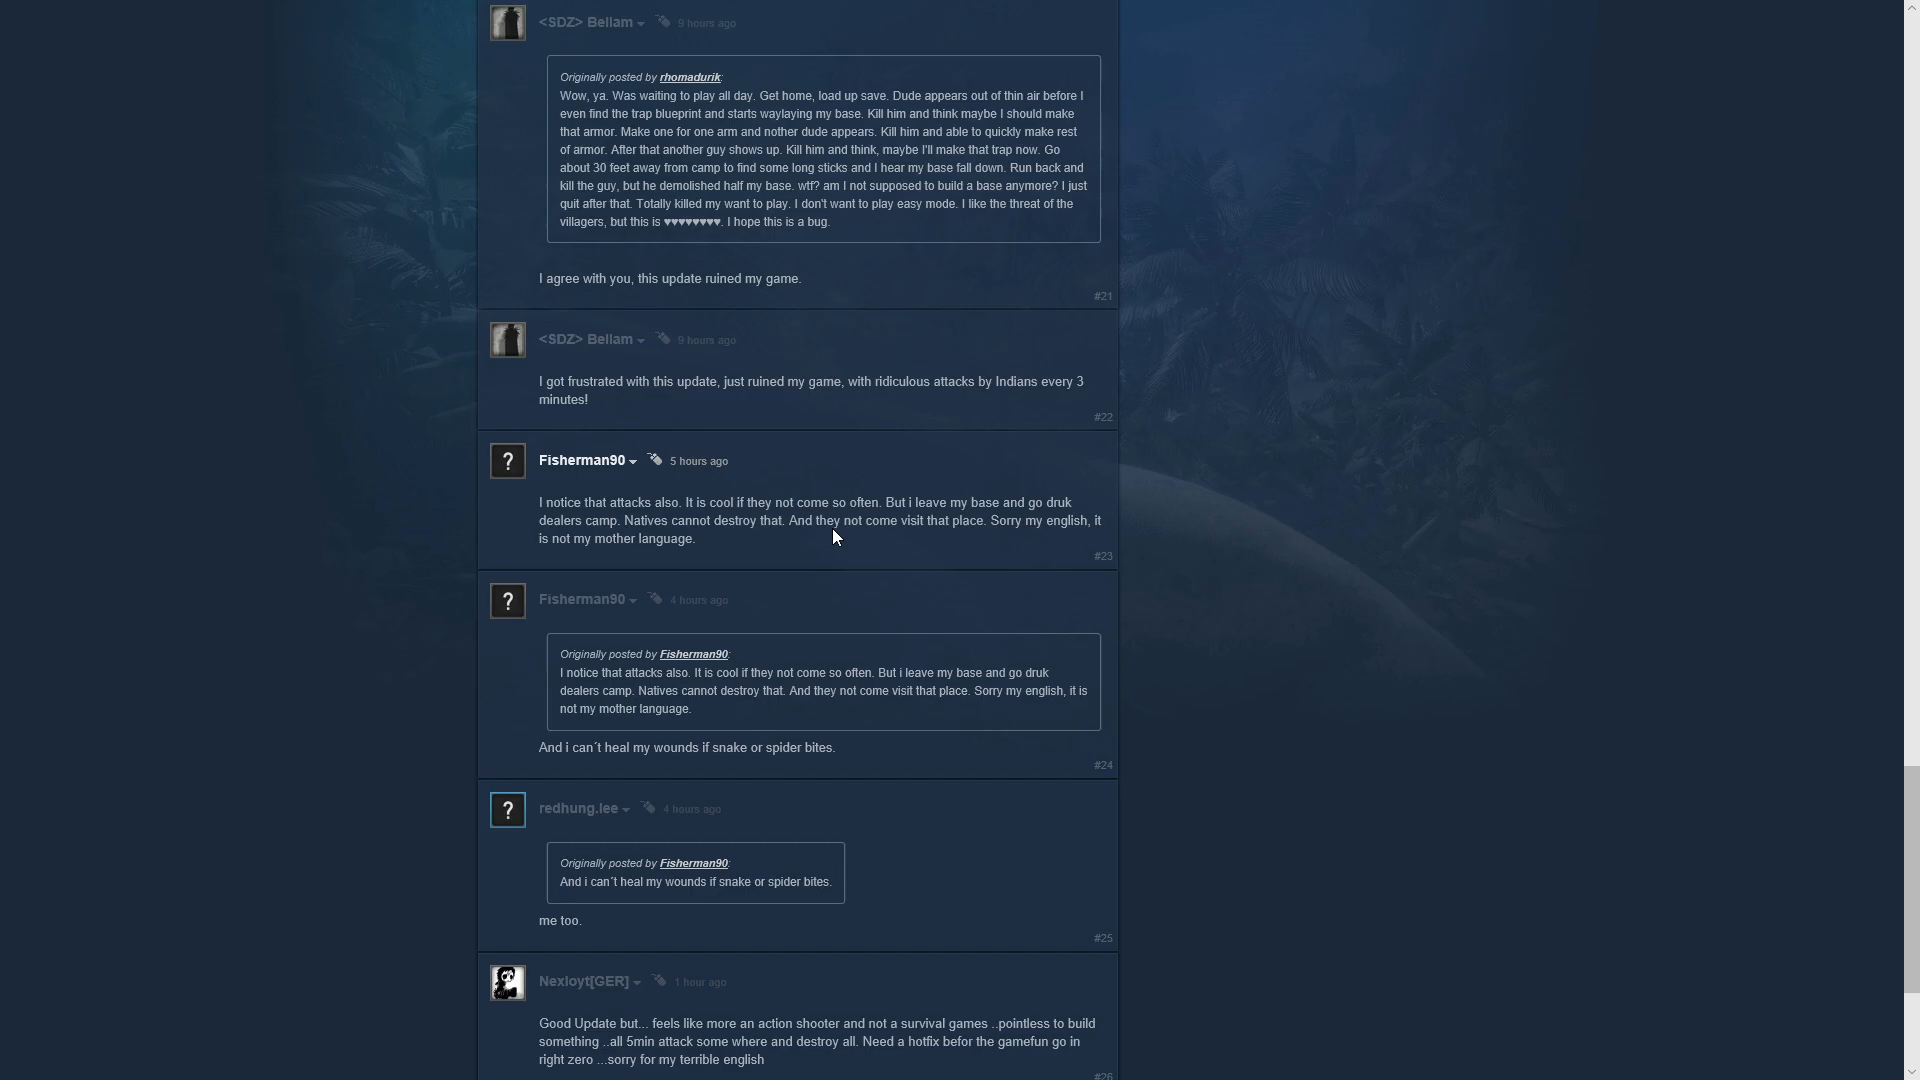 <SDZ> Bellam 9 hours ago
Originally posted by rhomadurik:
Wow, ya. Was waiting to play all day. Get home, load up save. Dude appears out of thin air before I
even find the trap blueprint and starts waylaying my base. Kill him and think maybe I should make
that armor. Make one for one arm and nother dude appears. Kill him and able to quickly make rest
of armor. After that another guy shows up. Kill him and think, maybe I'll make that trap now. Go
about 30 feet away from camp to find some long sticks and I hear my base fall down. Run back and
kill the guy, but he demolished half my base. wtf? am I not supposed to build a base anymore? I just
quit after that. Totally killed my want to play. I don't want to play easy mode. I like the threat of the
villagers, but this is ♥♥♥♥♥♥♥♥. I hope this is a bug.
I agree with you, this update ruined my game.
#21
<SDZ> Bellam 9 hours ago
I got frustrated with this update, just ruined my game, with ridiculous attacks by Indians every 3
minutes!
#22
Fisherman90 5 hours ago
I notice that attacks also. It is cool if they not come so often. But i leave my base and go druk
dealers camp. Natives cannot destroy that. And they not come visit that place. Sorry my english, it
is not my mother language.
#23
Fisherman90 4 hours ago
Originally posted by Fisherman90:
I notice that attacks also. It is cool if they not come so often. But i leave my base and go druk
dealers camp. Natives cannot destroy that. And they not come visit that place. Sorry my english, it is
not my mother language.
And i can´t heal my wounds if snake or spider bites.
#24
redhung.lee 4 hours ago
Originally posted by Fisherman90:
And i can´t heal my wounds if snake or spider bites.
me too.
#25
Nexloyt[GER] 1 hour ago
Good Update but... feels like more an action shooter and not a survival games ..pointless to build
something ..all 5min attack some where and destroy all. Need a hotfix befor the gamefun go in
right zero ...sorry for my terrible english
#26